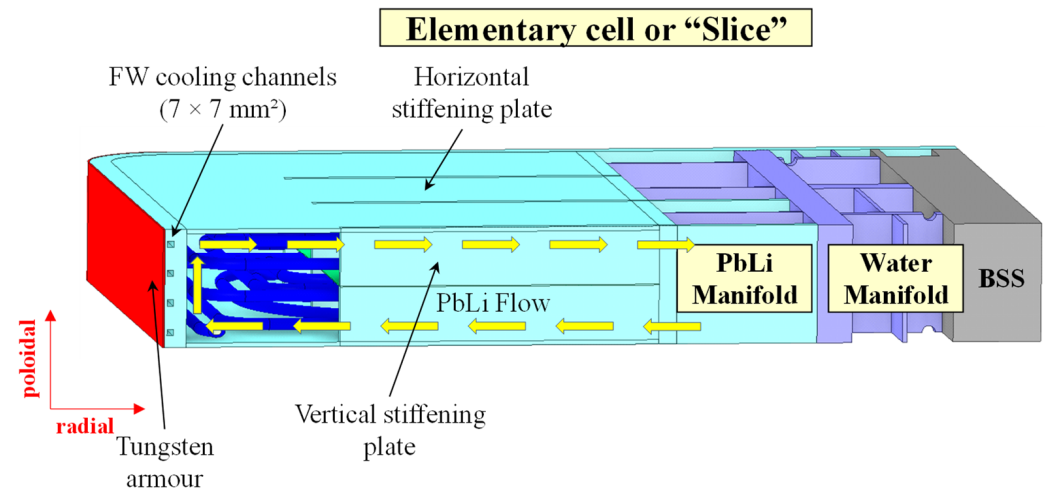 Elementary cell or “Slice”
FW cooling channels
(7 × 7 mm²)
Horizontal
stiffening plate
PbLi
Manifold
Water
Manifold
BSS
PbLi Flow
poloidal
radial
Tungsten
armour
Vertical stiffening
plate